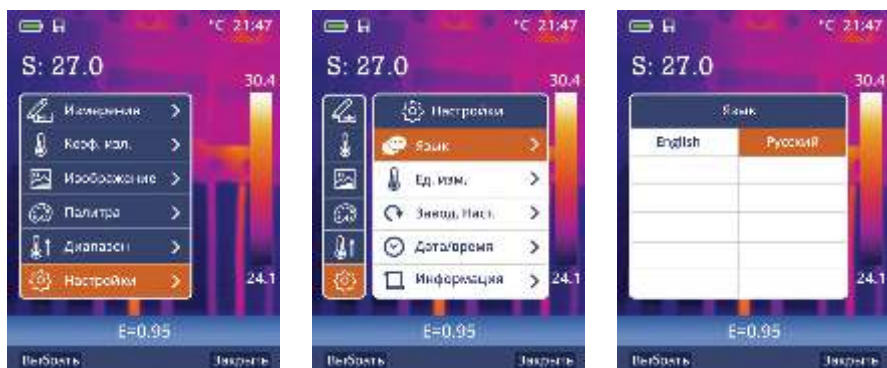 °C 21:47
S: 27.0
30.4
Измерения
Коэф. изл.
Изображение
Палитра
Диапазон
Настройки
24.1
E=0.95
Выбрать Закрыть
°C 21:47
S: 27.0
30.4
Настройки
Язык
Ед. изм.
Завод. Наст.
Дата/время
Информация
24.1
E=0.95
Выбрать Закрыть
°C 21:47
S: 27.0
30.4
Язык
English Русский
24.1
E=0.95
Выбрать Закрыть